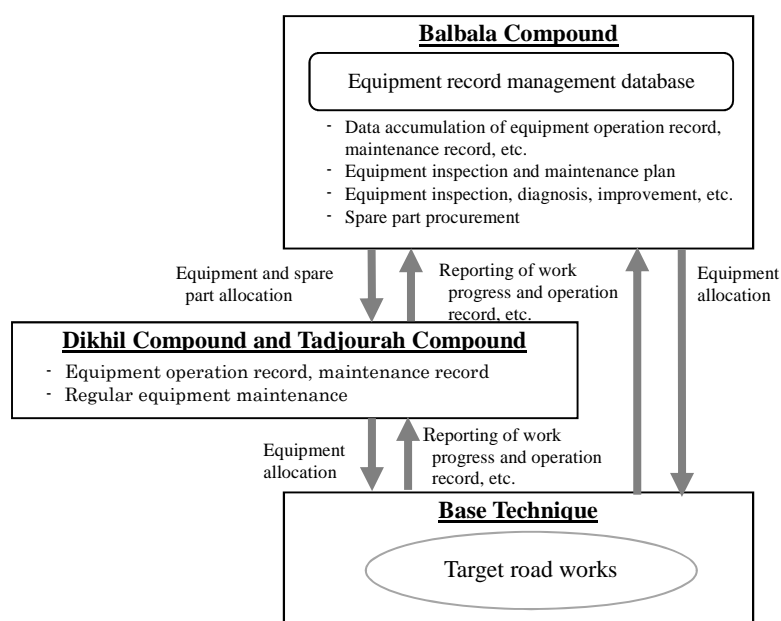 Balbala Compound
Equipment record management database
- Data accumulation of equipment operation record,
maintenance record, etc.
- Equipment inspection and maintenance plan
- Equipment inspection, diagnosis, improvement, etc.
- Spare part procurement
Equipment and spare
part allocation
Reporting of work
progress and operation
record, etc.
Equipment
allocation
Dikhil Compound and Tadjourah Compound
- Equipment operation record, maintenance record
- Regular equipment maintenance
Equipment
allocation
Reporting of work
progress and operation
record, etc.
Base Technique
Target road works